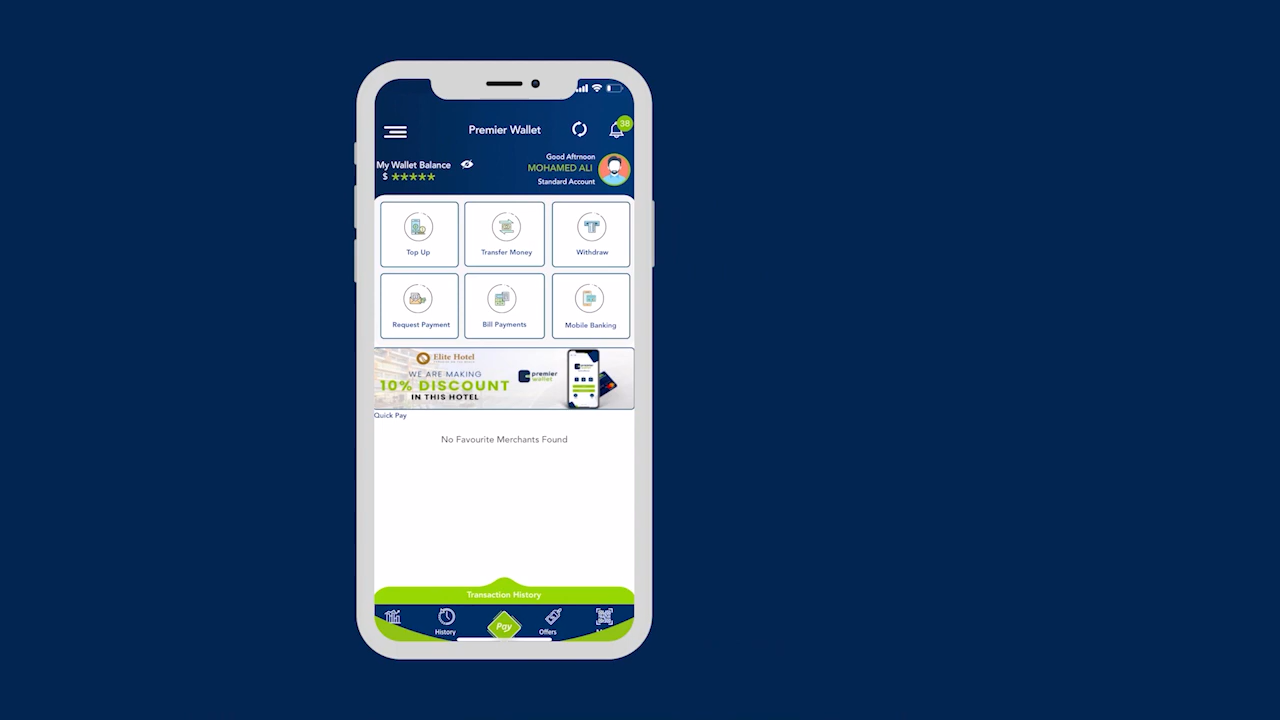 Premier Wallet
38
My Wallet Balance
$ *****
Good Aftrnoon
MOHAMED ALI
Standard Account
Top Up
Transfer Money
Withdraw
Request Payment
Bill Payments
Mobile Banking
Elite Hotel
WE ARE MAKING
10% DISCOUNT
IN THIS HOTEL
premier
wallet
Quick Pay
No Favourite Merchants Found
Transaction History
History
Pay
Offers